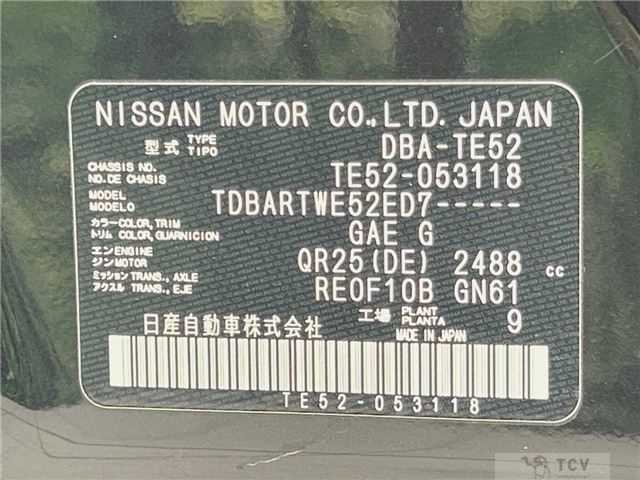 NISSAN MOTOR CO.,LTD. JAPAN
型式 TYPE TIPO DBA-TE52
CHASSIS NO. NO.DE CHASIS TE52-053118
MODEL MODELO TDBARTWE52ED7-----
カラー COLOR,TRIM トリム COLOR,GUARNICION GAE G
エンジン ENGINE MOTOR QR25(DE) 2488 cc
ミッション TRANS., AXLE アクスル TRANS., EJE RE0F10B GN61
工場 PLANT PLANTA 9
日産自動車株式会社 MADE IN JAPAN
TE52-053118
TCV